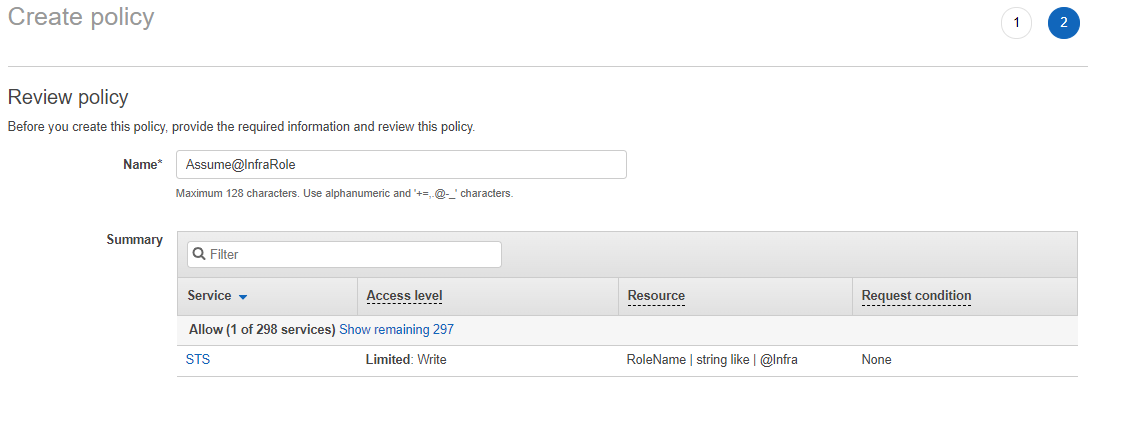 Create policy
1
2
Review policy
Before you create this policy, provide the required information and review this policy.
Name* Assume@InfraRole
Maximum 128 characters. Use alphanumeric and '+=,.@-_' characters.
Summary
Filter
Service Access level Resource Request condition
Allow (1 of 298 services) Show remaining 297
STS Limited: Write RoleName | string like | @Infra None